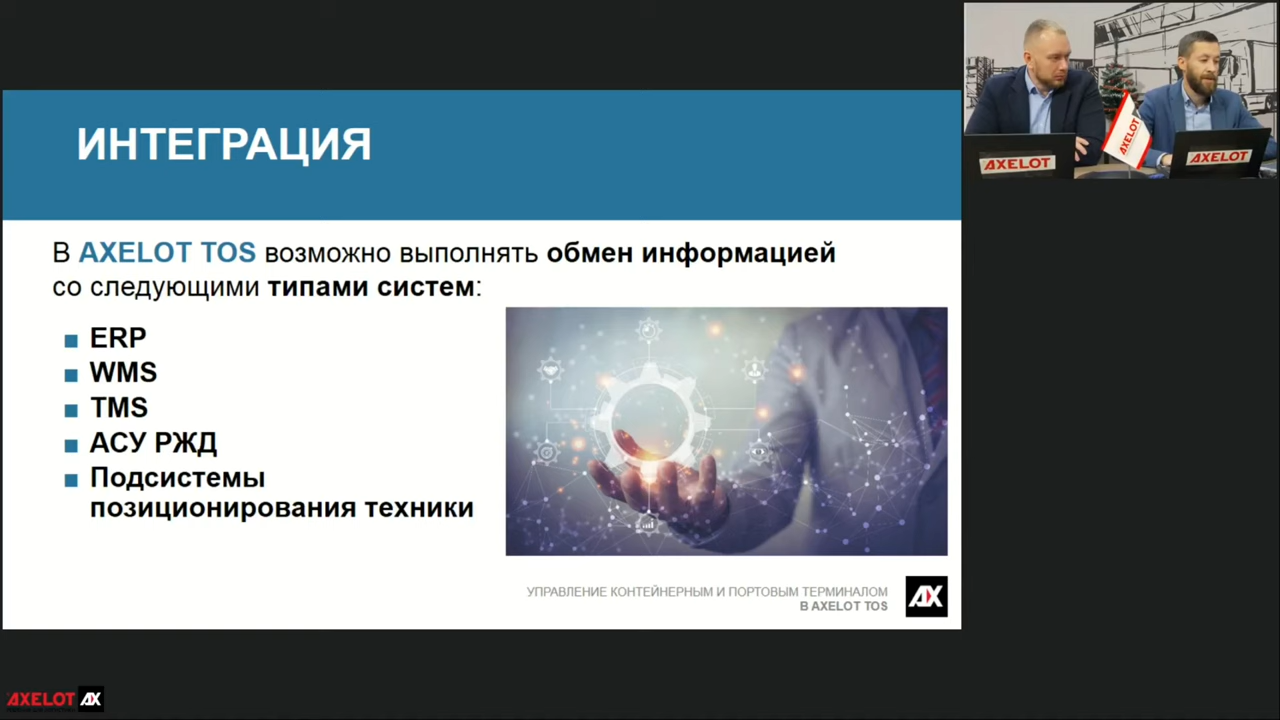 ИНТЕГРАЦИЯ
В AXELOT TOS возможно выполнять обмен информацией
со следующими типами систем:
ERP
WMS
TMS
АСУ РЖД
Подсистемы
позиционирования техники
УПРАВЛЕНИЕ КОНТЕЙНЕРНЫМ И ПОРТОВЫМ ТЕРМИНАЛОМ
В AXELOT TOS
AX
AXELOT
AXELOT
AXELOT
AXELOT AX